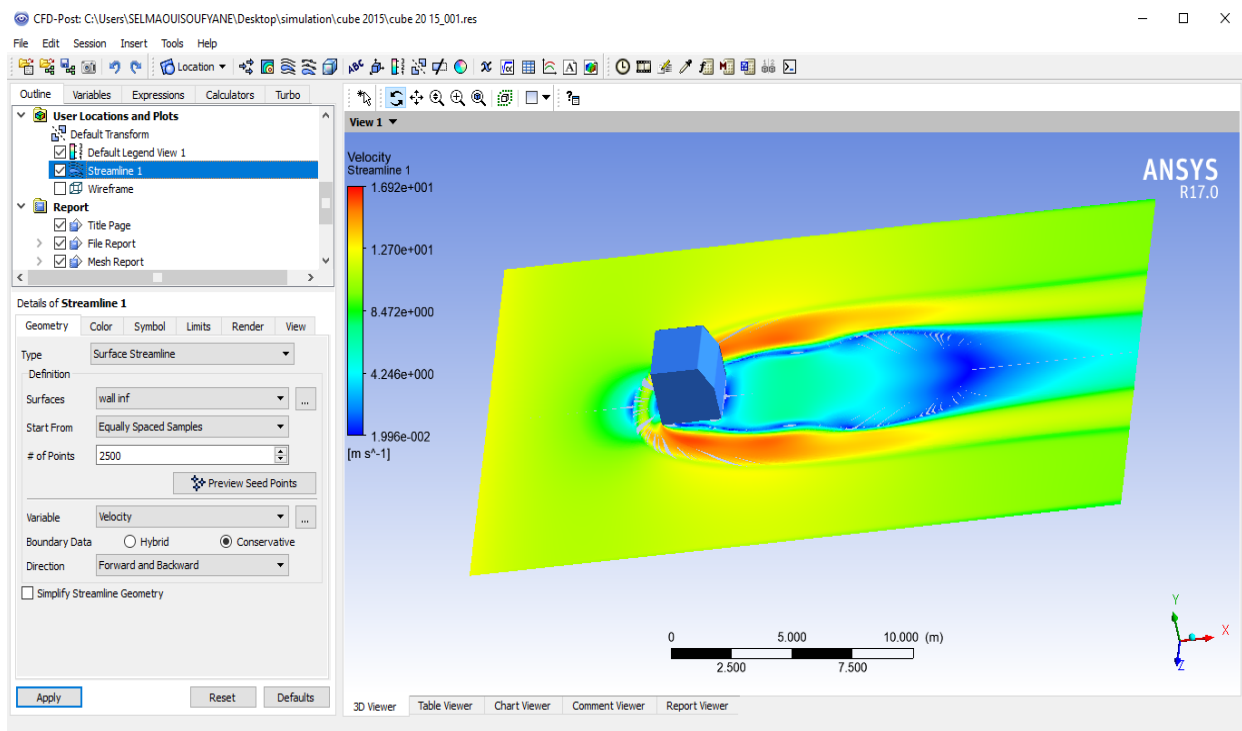 CFD-Post: C:\Users\SELMAOUISOUFYANE\Desktop\simulation\cube 2015\cube 20 15_001.res
File Edit Session Insert Tools Help
Location
Outline Variables Expressions Calculators Turbo
User Locations and Plots
Default Transform
Default Legend View 1
Streamline 1
Wireframe
Report
Title Page
File Report
Mesh Report
Details of Streamline 1
Geometry Color Symbol Limits Render View
Type Surface Streamline
Definition
Surfaces wall inf ...
Start From Equally Spaced Samples
# of Points 2500
Preview Seed Points
Variable Velocity ...
Boundary Data Hybrid Conservative
Direction Forward and Backward
Simplify Streamline Geometry
Apply Reset Defaults
View 1
Velocity
Streamline 1
1.692e+001
1.270e+001
8.472e+000
4.246e+000
1.996e-002
[m s^-1]
ANSYS
R17.0
0 5.000 10.000 (m)
2.500 7.500
Y
X
Z
3D Viewer Table Viewer Chart Viewer Comment Viewer Report Viewer